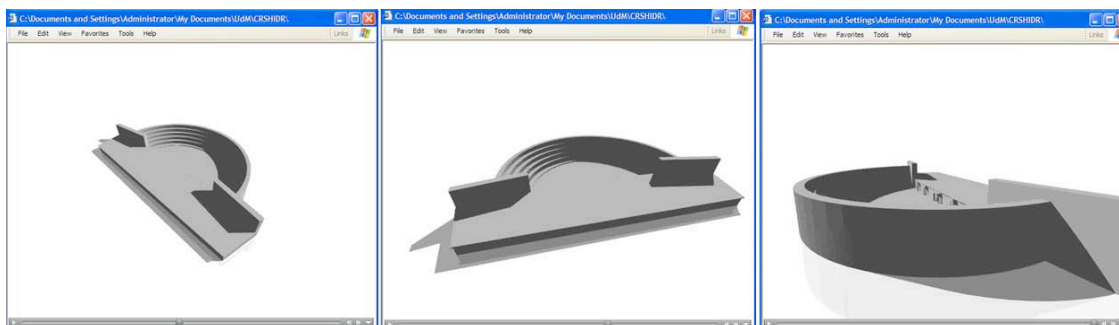 C:\Documents and Settings\Administrator\My Documents\UdM\CRSHIDR\
File Edit View Favorites Tools Help Links
C:\Documents and Settings\Administrator\My Documents\UdM\CRSHIDR\
File Edit View Favorites Tools Help Links
C:\Documents and Settings\Administrator\My Documents\UdM\CRSHIDR\
File Edit View Favorites Tools Help Links